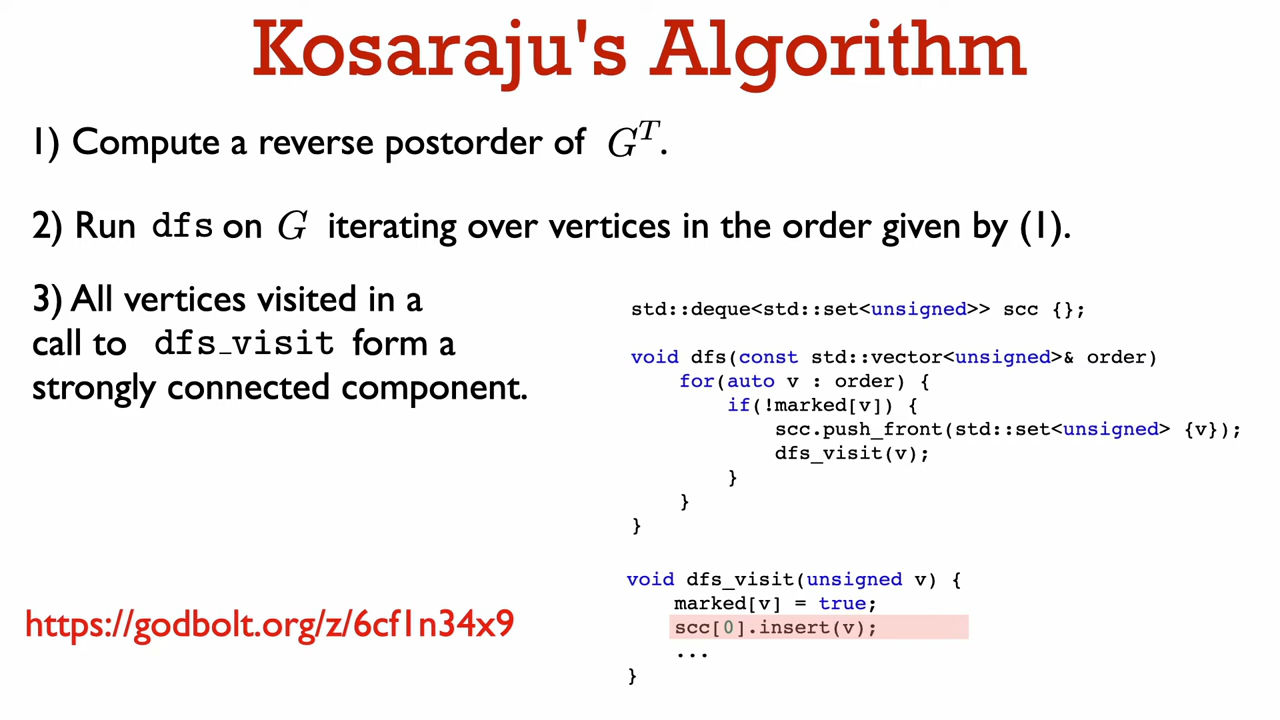 Kosaraju's Algorithm
1) Compute a reverse postorder of G^T.
2) Run dfs on G iterating over vertices in the order given by (1).
3) All vertices visited in a
call to dfs_visit form a
strongly connected component.
std::deque<std::set<unsigned>> scc {};
void dfs(const std::vector<unsigned>& order)
    for(auto v : order) {
        if(!marked[v]) {
            scc.push_front(std::set<unsigned> {v});
            dfs_visit(v);
        }
    }
}
void dfs_visit(unsigned v) {
    marked[v] = true;
    scc[0].insert(v);
    ...
}
https://godbolt.org/z/6cf1n34x9